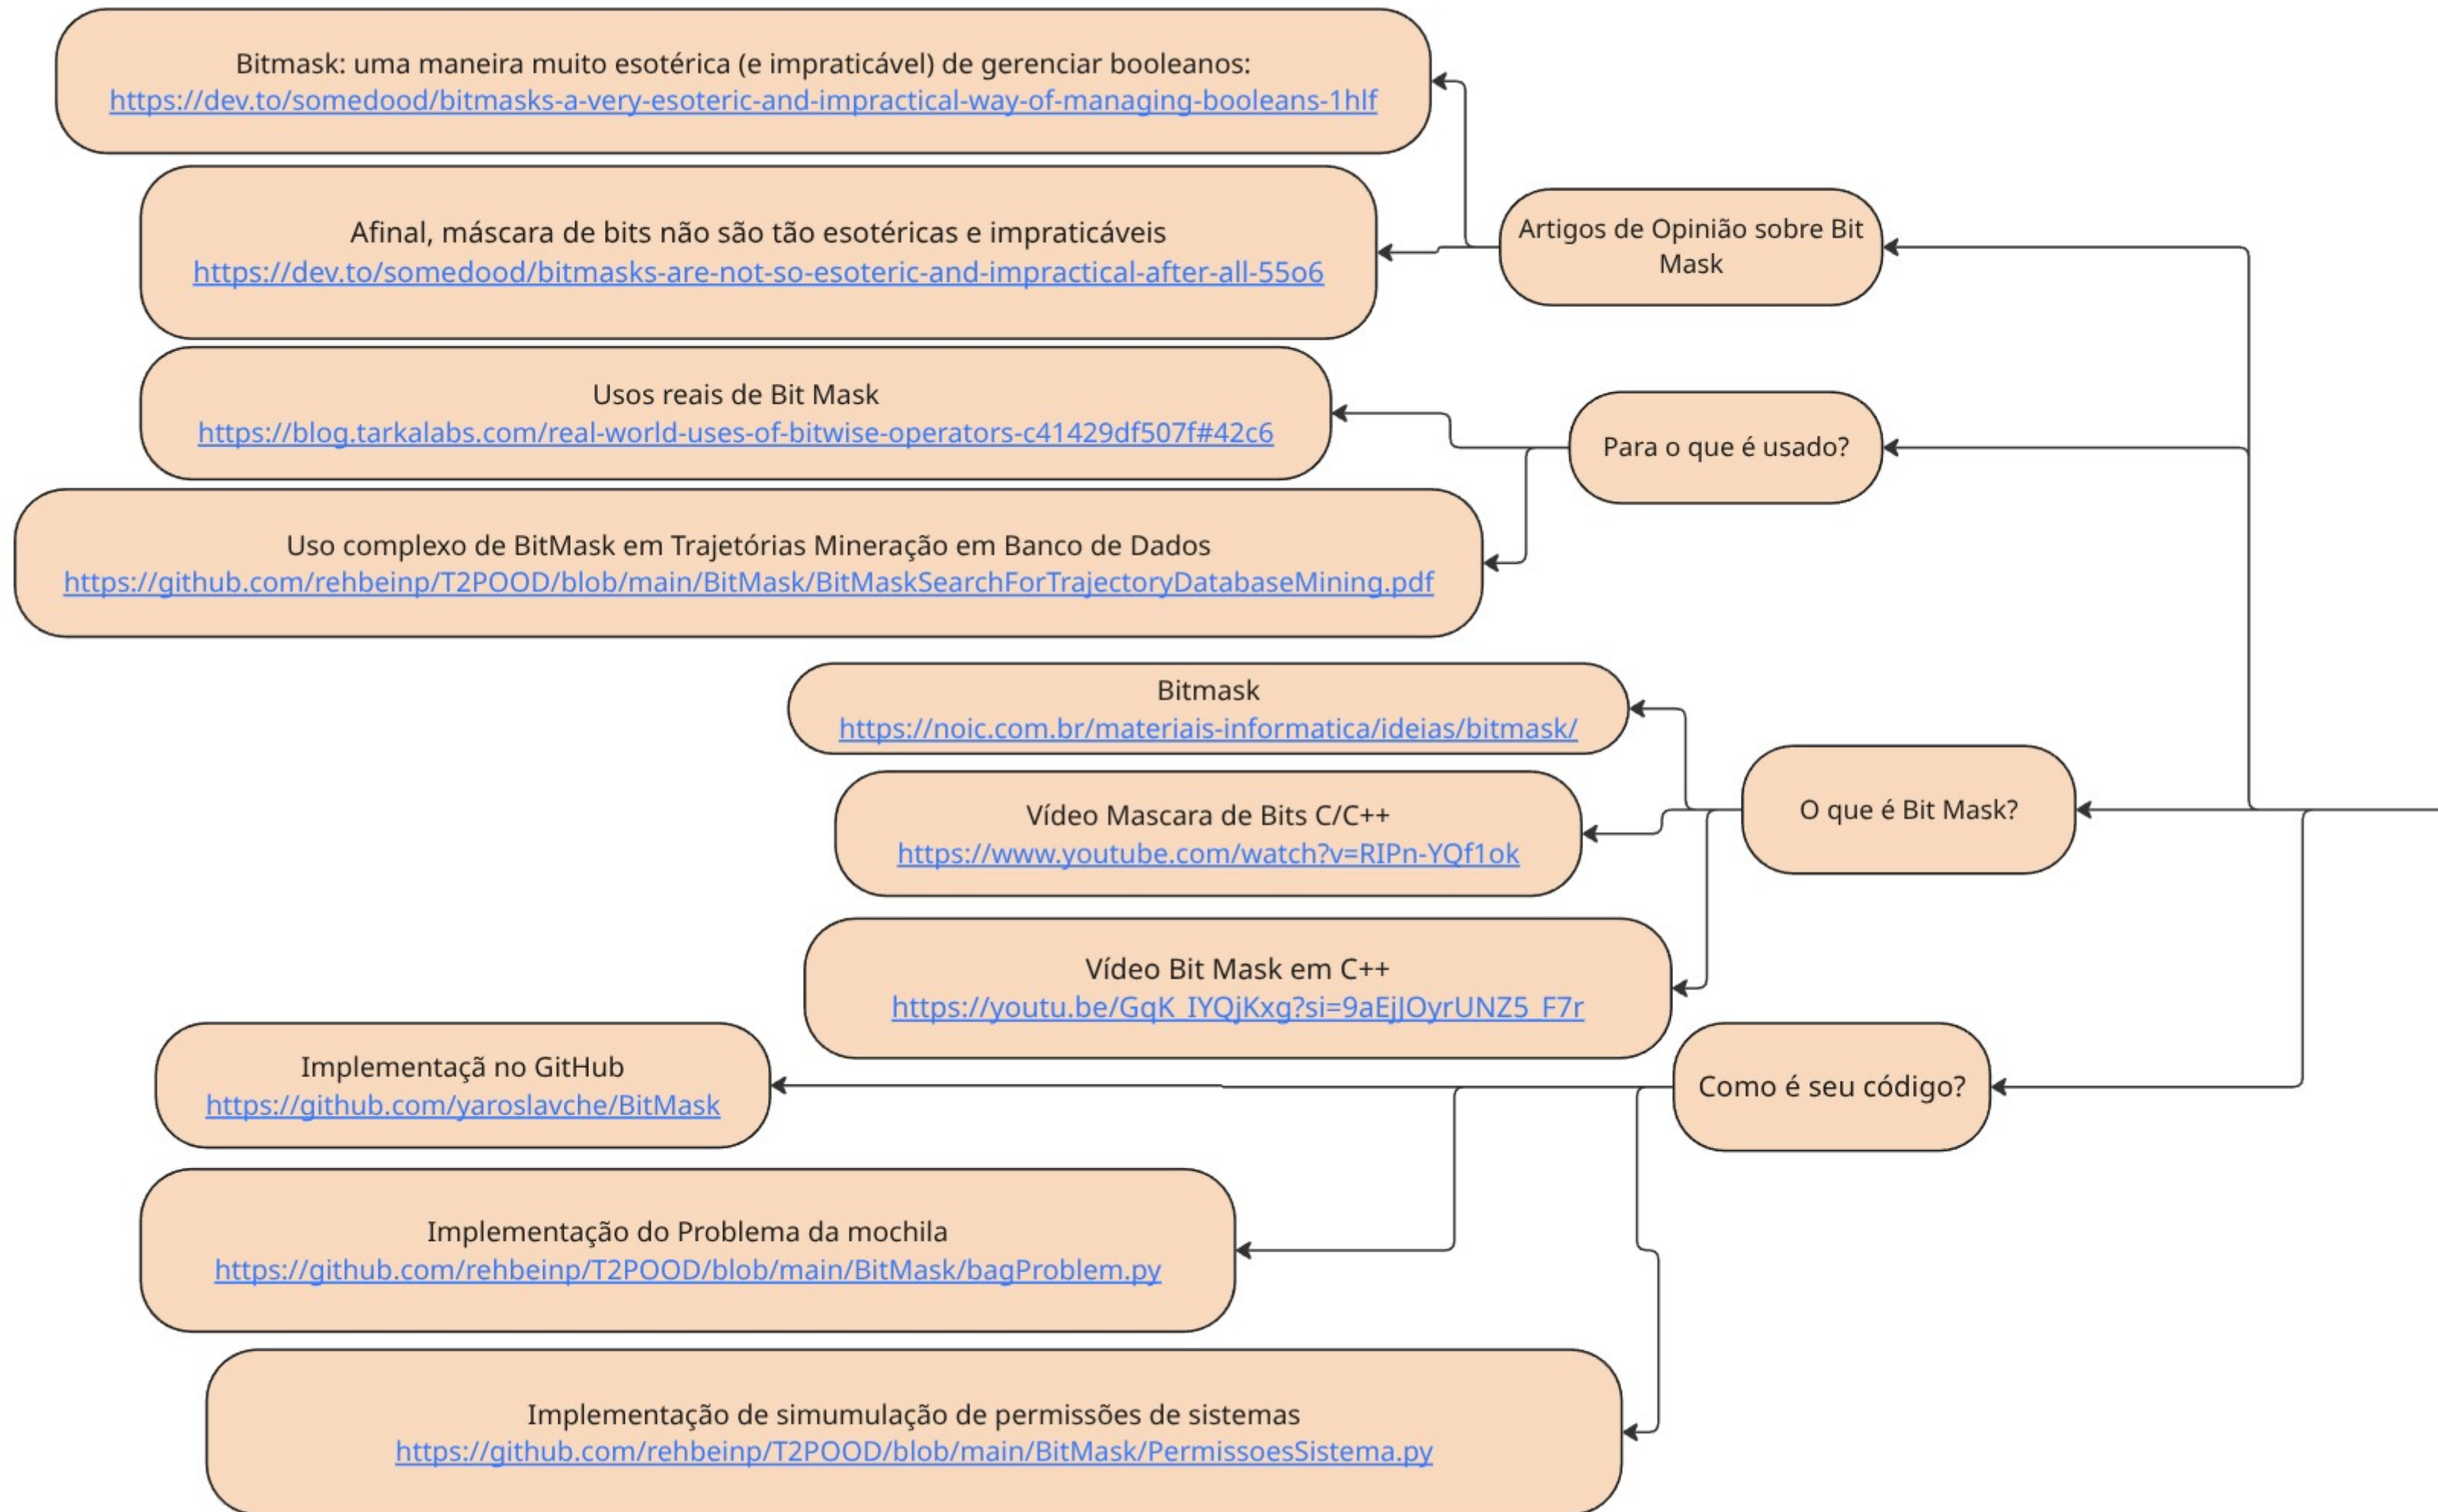 Bitmask: uma maneira muito esotérica (e impraticável) de gerenciar booleanos:
https://dev.to/somedood/bitmasks-a-very-esoteric-and-impractical-way-of-managing-booleans-1hlf
Afinal, máscara de bits não são tão esotéricas e impraticáveis
https://dev.to/somedood/bitmasks-are-not-so-esoteric-and-impractical-after-all-55o6
Artigos de Opinião sobre Bit
Mask
Usos reais de Bit Mask
https://blog.tarkalabs.com/real-world-uses-of-bitwise-operators-c41429df507f#42c6
Para o que é usado?
Uso complexo de BitMask em Trajetórias Mineração em Banco de Dados
https://github.com/rehbeinp/T2POOD/blob/main/BitMask/BitMaskSearchForTrajectoryDatabaseMining.pdf
Bitmask
https://noic.com.br/materiais-informatica/ideias/bitmask/
Vídeo Mascara de Bits C/C++
https://www.youtube.com/watch?v=RIPn-YQf1ok
O que é Bit Mask?
Vídeo Bit Mask em C++
https://youtu.be/GqK_IYQjKxg?si=9aEjJOyrUNZ5_F7r
Implementaçã no GitHub
https://github.com/yaroslavche/BitMask
Como é seu código?
Implementação do Problema da mochila
https://github.com/rehbeinp/T2POOD/blob/main/BitMask/bagProblem.py
Implementação de simumulação de permissões de sistemas
https://github.com/rehbeinp/T2POOD/blob/main/BitMask/PermissoesSistema.py